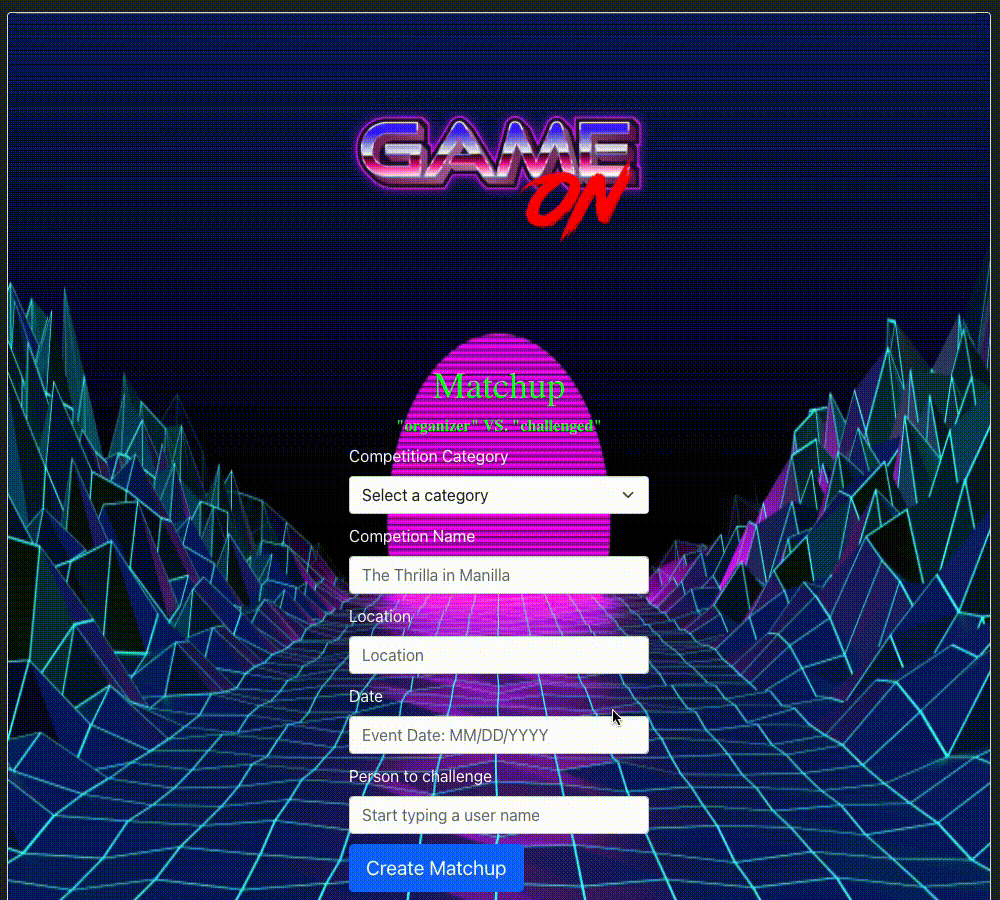 GAME
ON
Matchup
"organizer" VS. "challenged"
Competition Category
Select a category
Competion Name
The Thrilla in Manilla
Location
Location
Date
Event Date: MM/DD/YYYY
Person to challenge
Start typing a user name
Create Matchup